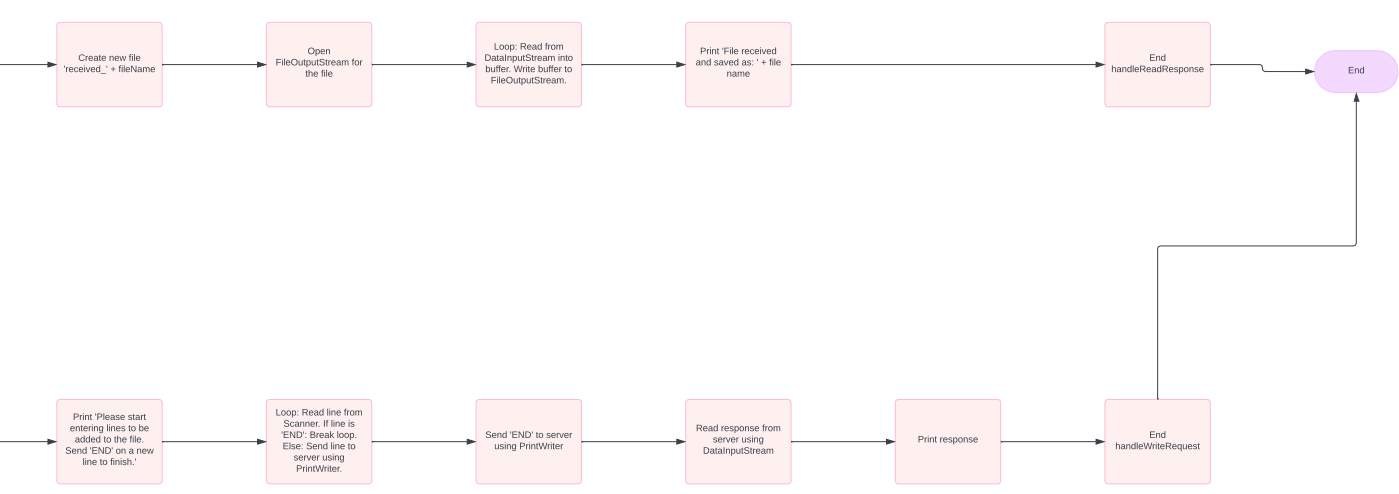 Create new file
'received_' + fileName
Open
FileOutputStream for
the file
Loop: Read from
DataInputStream into
buffer. Write buffer to
FileOutputStream.
Print 'File received
and saved as: ' + file
name
End
handleReadResponse
End
Print 'Please start
entering lines to be
added to the file.
Send 'END' on a new
line to finish.'
Loop: Read line from
Scanner. If line is
'END': Break loop.
Else: Send line to
server using
PrintWriter.
Send 'END' to server
using PrintWriter
Read response from
server using
DataInputStream
Print response
End
handleWriteRequest